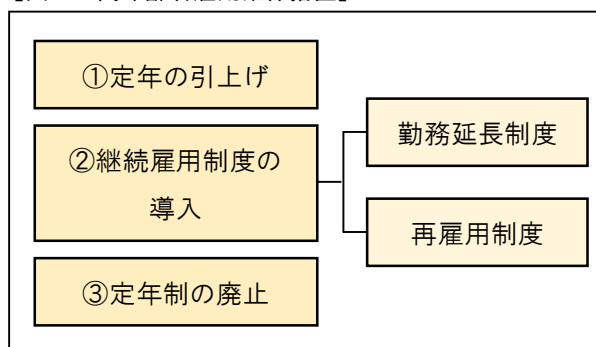 ①定年の引上げ
②継続雇用制度の
導入
勤務延長制度
再雇用制度
③定年制の廃止